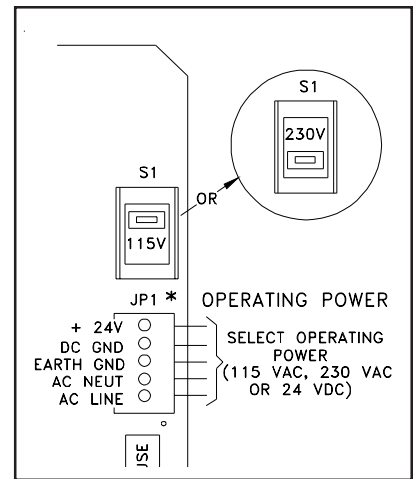 S1
230V
S1
OR
115V
JP1 * OPERATING POWER
+ 24V
DC GND
EARTH GND
AC NEUT
AC LINE
SELECT OPERATING
POWER
(115 VAC, 230 VAC
OR 24 VDC)
USE